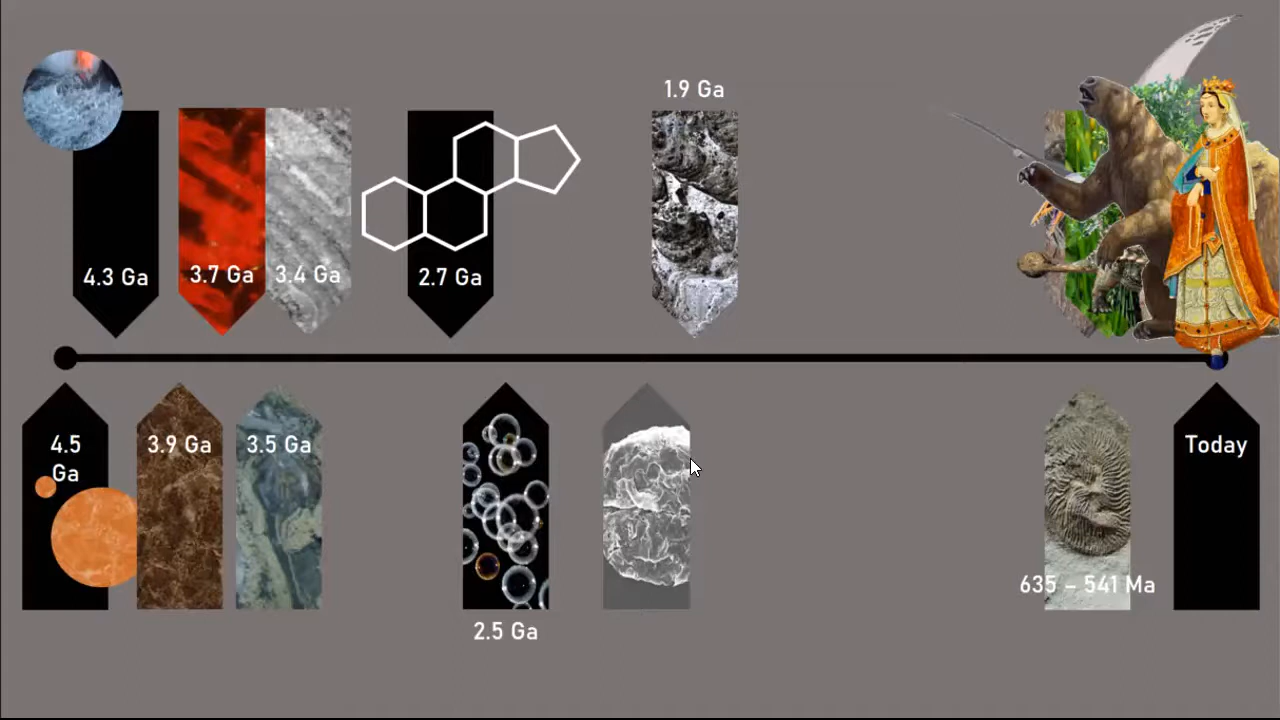 1.9 Ga
4.3 Ga
3.7 Ga
3.4 Ga
2.7 Ga
4.5
Ga
3.9 Ga
3.5 Ga
Today
635 – 541 Ma
2.5 Ga